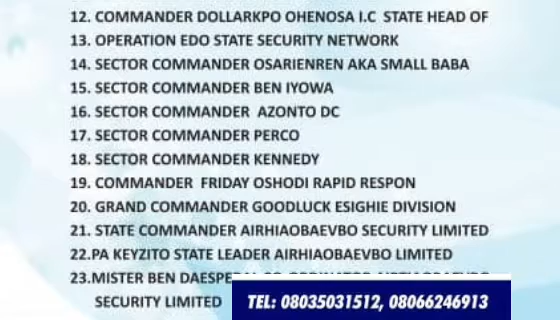 12. COMMANDER DOLLARKPO OHENOSA I.C STATE HEAD OF
13. OPERATION EDO STATE SECURITY NETWORK
14. SECTOR COMMANDER OSARIENREN AKA SMALL BABA
15. SECTOR COMMANDER BEN IYOWA
16. SECTOR COMMANDER AZONTO DC
17. SECTOR COMMANDER PERCO
18. SECTOR COMMANDER KENNEDY
19. COMMANDER FRIDAY OSHODI RAPID RESPON
20. GRAND COMMANDER GOODLUCK ESIGHIE DIVISION
21. STATE COMMANDER AIRHIAOBAEVBO SECURITY LIMITED
22.PA KEYZITO STATE LEADER AIRHIAOBAEVBO LIMITED
23.MISTER BEN
SECURITY LIMITED
TEL: 08035031512, 08066246913